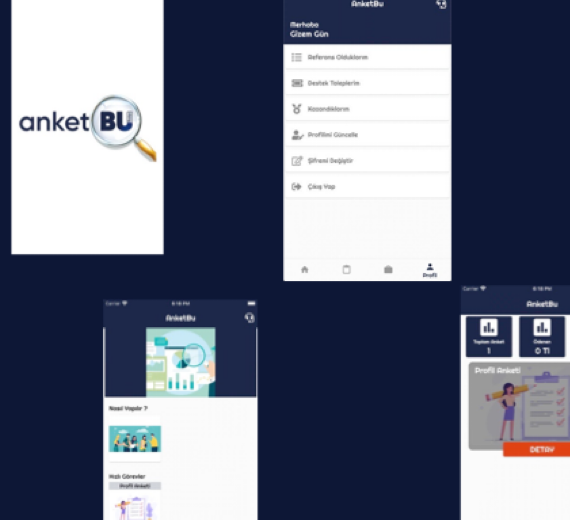 anket BU
AnketBu
Merhaba
Gizem Gün
Referans Olduklarım
Destek Taleplerim
Kazandıklarım
Profilimi Güncelle
Şifremi Değiştir
Çıkış Yap
Profil
Carrier
6:18 PM
AnketBu
Nasıl Yapılır ?
Hızlı Görevler
Profil Anketi
Carrier
6:18 PM
AnketBu
Toplam Anket
1
Ödenen
0 Tl
Profil Anketi
DETAY